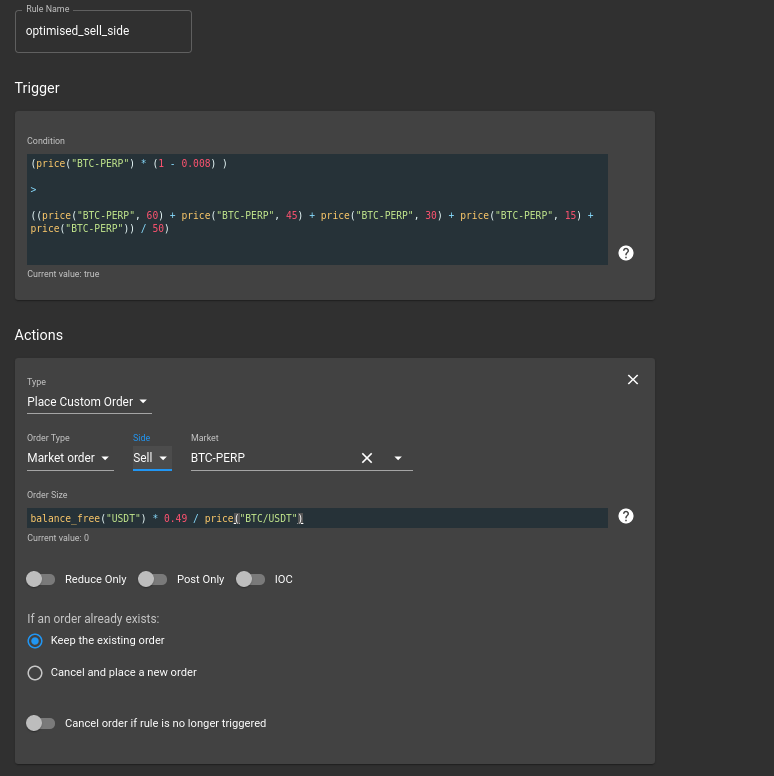 Rule Name
optimised_sell_side
Trigger
Condition
(price("BTC-PERP") * (1 - 0.008) )
>
((price("BTC-PERP", 60) + price("BTC-PERP", 45) + price("BTC-PERP", 30) + price("BTC-PERP", 15) +
price("BTC-PERP")) / 50)
?
Current value: true
Actions
Type
Place Custom Order
Order Type Side Market
Market order Sell BTC-PERP
Order Size
balance_free("USDT") * 0.49 / price("BTC/USDT")
?
Current value: 0
Reduce Only Post Only IOC
If an order already exists:
Keep the existing order
Cancel and place a new order
Cancel order if rule is no longer triggered